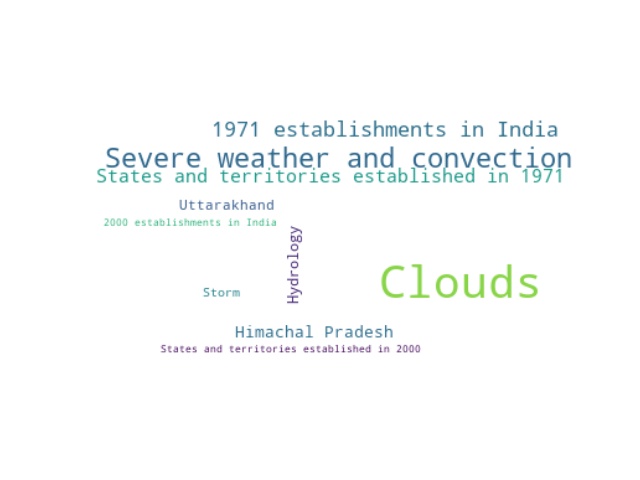 1971 establishments in India
Severe weather and convection
States and territories established in 1971
Uttarakhand
2000 establishments in India
Hydrology
Clouds
Storm
Himachal Pradesh
States and territories established in 2000